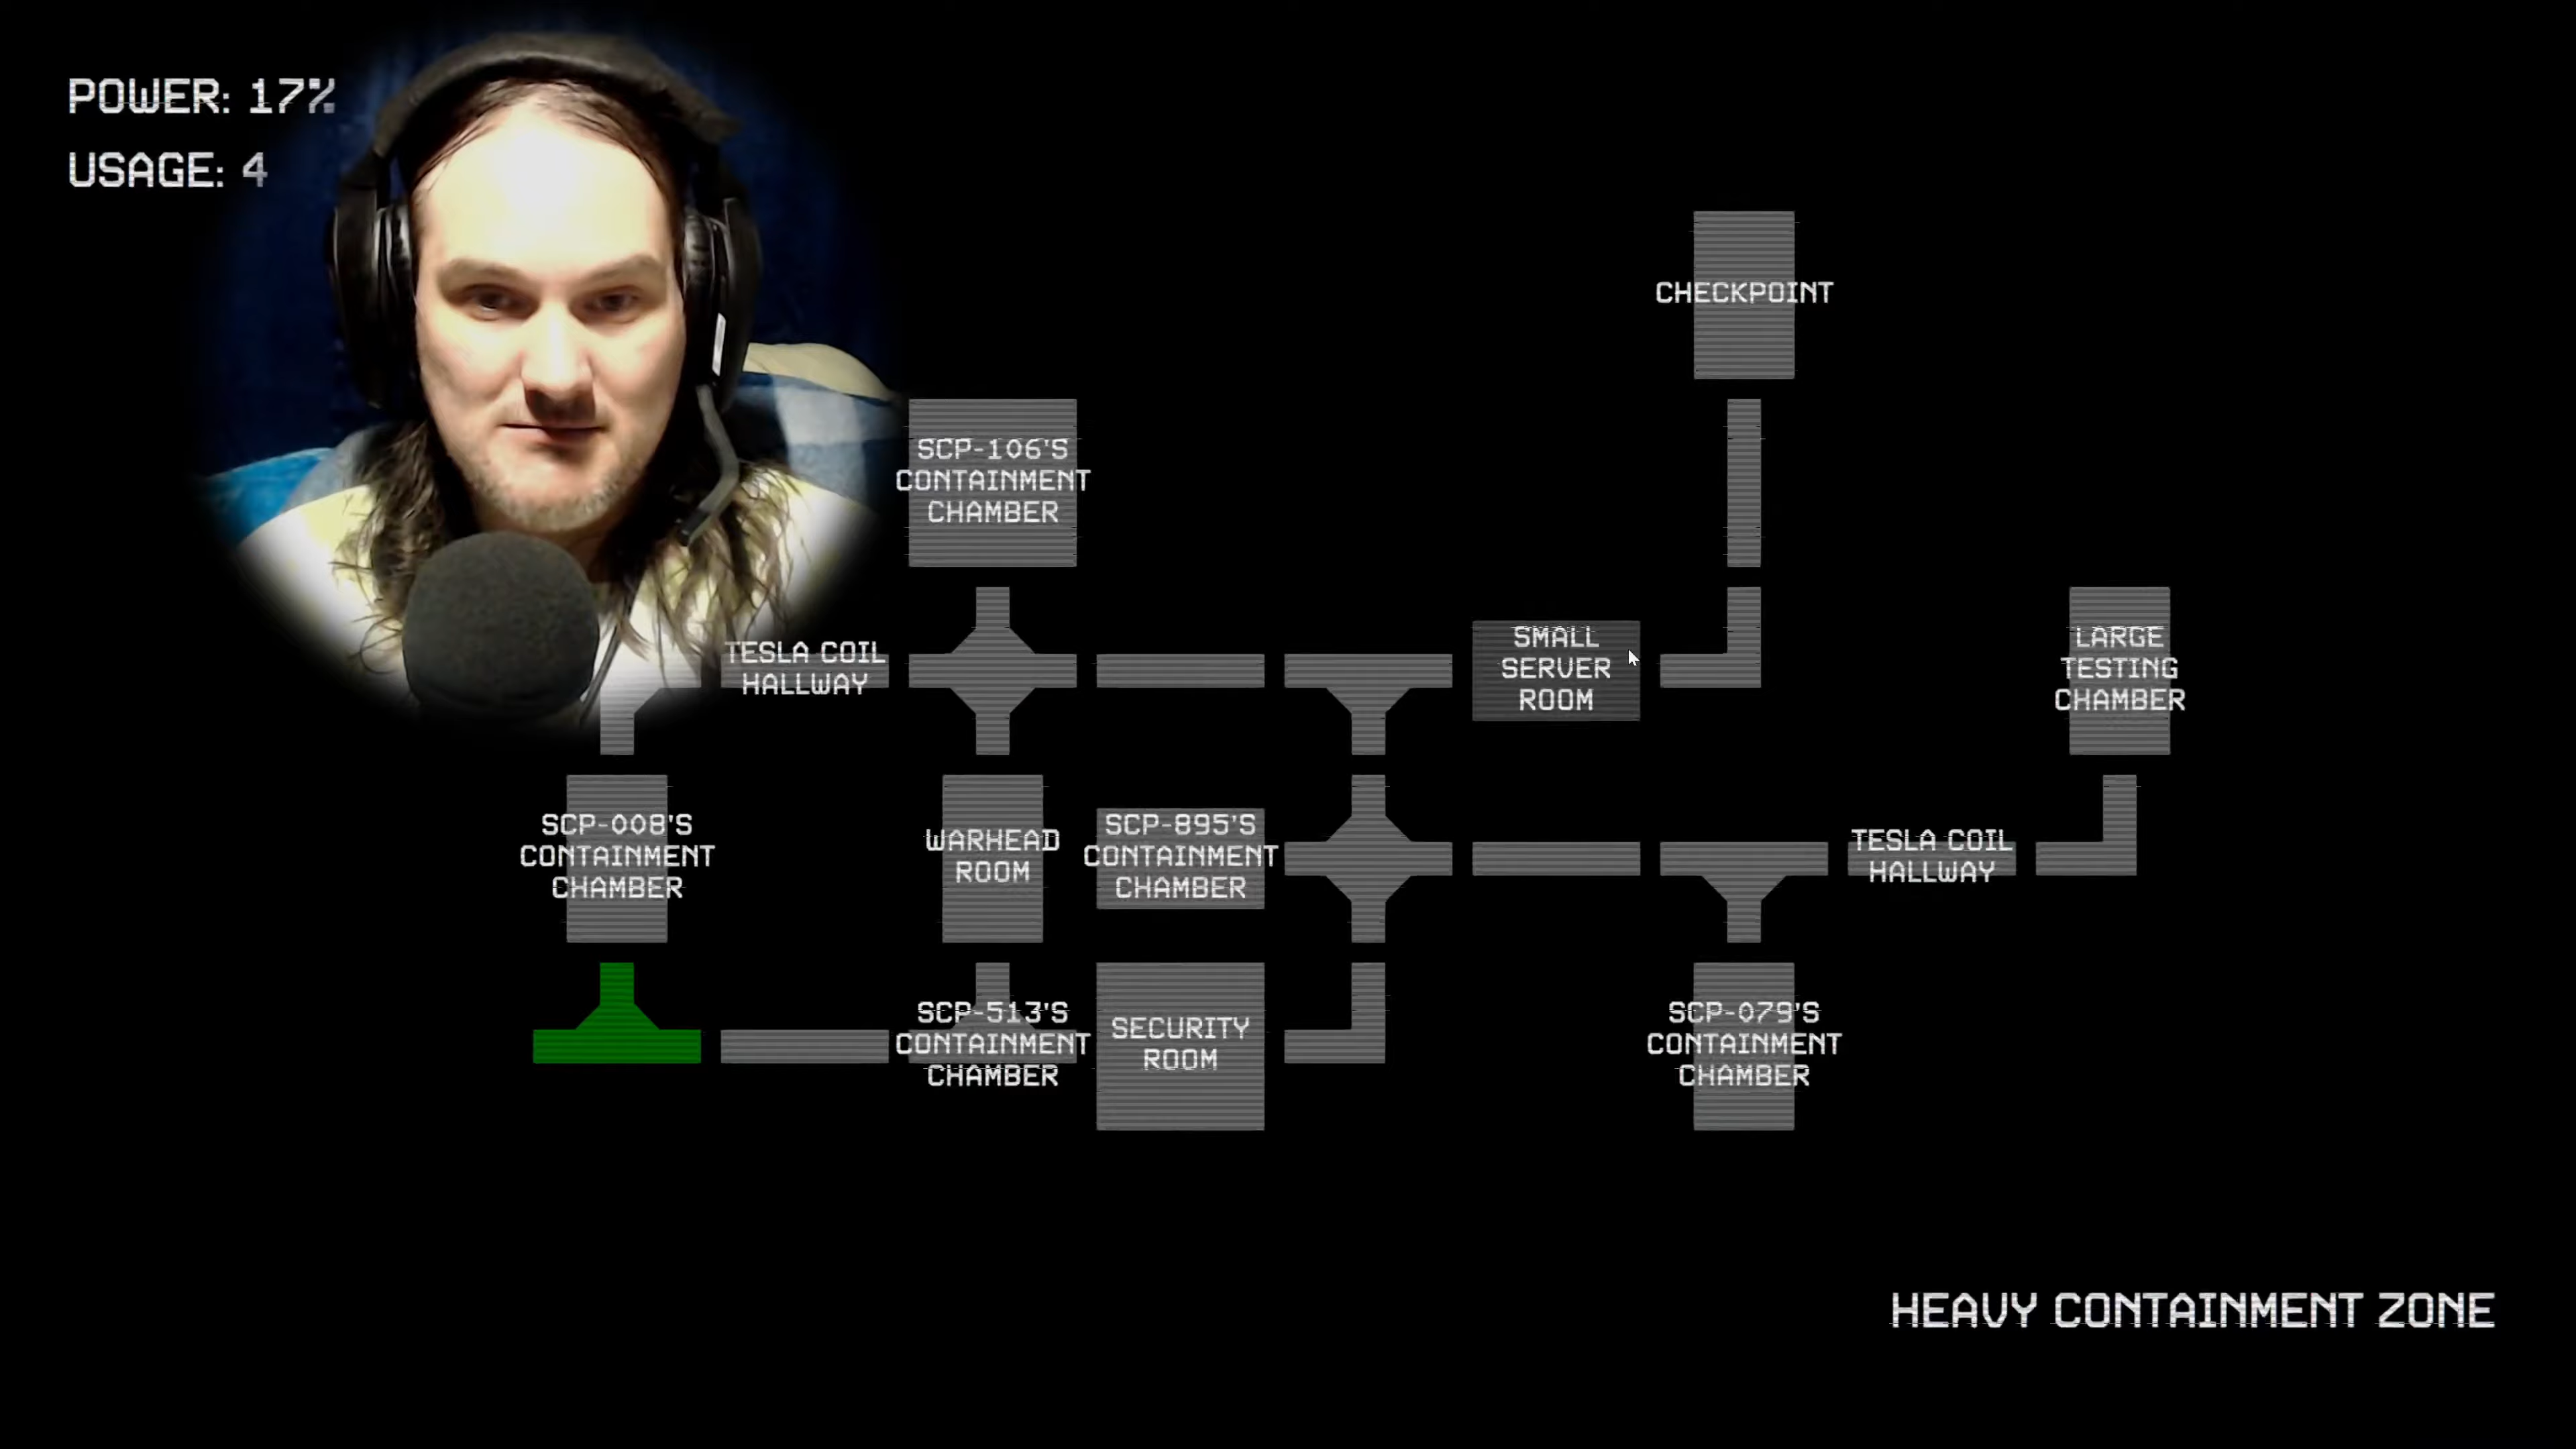 POWER: 17%
USAGE: 4
CHECKPOINT
SCP-106'S
CONTAINMENT
CHAMBER
TESLA COIL
HALLWAY
SMALL
SERVER
ROOM
LARGE
TESTING
CHAMBER
SCP-008'S
CONTAINMENT
CHAMBER
WARHEAD
ROOM
SCP-895'S
CONTAINMENT
CHAMBER
TESLA COIL
HALLWAY
SCP-513'S
CONTAINMENT
CHAMBER
SECURITY
ROOM
SCP-079'S
CONTAINMENT
CHAMBER
HEAVY CONTAINMENT ZONE